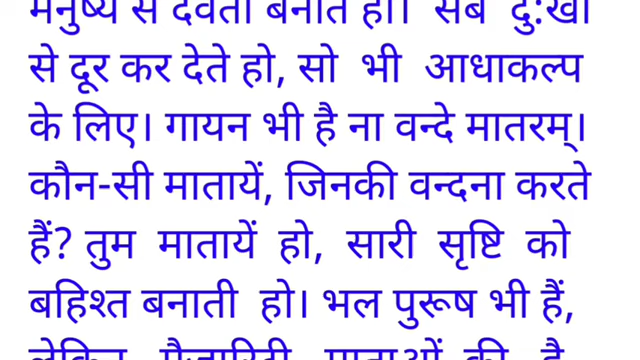 मनुष्य से देवता बनाते हो। सब दु:खों
से दूर कर देते हो, सो भी आधाकल्प
के लिए। गायन भी है ना वन्दे मातरम्।
कौन-सी मातायें, जिनकी वन्दना करते
हैं? तुम मातायें हो, सारी सृष्टि को
बहिश्त बनाती हो। भल पुरूष भी हैं,
लेकिन मैजारिटी माताओं की है